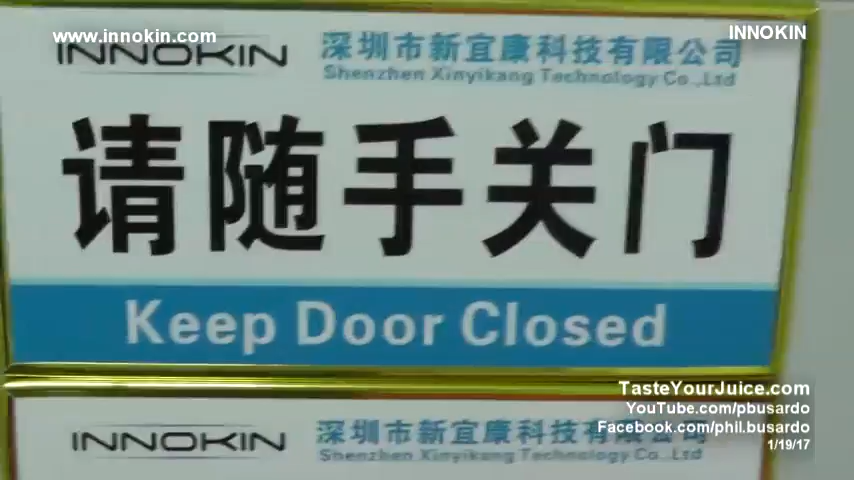 www.innokin.com
INNOKIN
INNOKIN
深圳市新宜康科技有限公司
Shenzhen Xinyikang Technology Co.,Ltd
请随手关门
Keep Door Closed
TasteYourJuice.com
YouTube.com/pbusardo
Facebook.com/phil.busardo
1/19/17
INNOKIN
深圳市新宜康科技有限公司
Shenzhen Xinyikang Technology Co.,Ltd